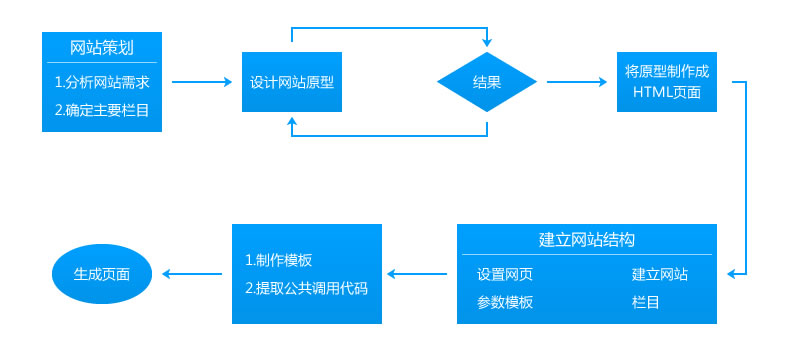 网站策划
1.分析网站需求
2.确定主要栏目
设计网站原型
结果
将原型制作成
HTML页面
建立网站结构
设置网页 建立网站
参数模板 栏目
1.制作模板
2.提取公共调用代码
生成页面